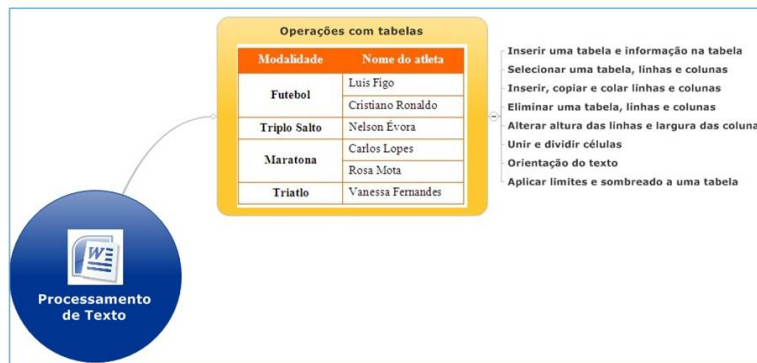 Operações com tabelas
Modalidade Nome do atleta
Futebol
Luis Figo
Cristiano Ronaldo
Triplo Salto Nelson Évora
Maratona
Carlos Lopes
Rosa Mota
Triatlo Vanessa Fernandes
Inserir uma tabela e informação na tabela
Selecionar uma tabela, linhas e colunas
Inserir, copiar e colar linhas e colunas
Eliminar uma tabela, linhas e colunas
Alterar altura das linhas e largura das coluna
Unir e dividir células
Orientação do texto
Aplicar limites e sombreado a uma tabela
W
Processamento
de Texto